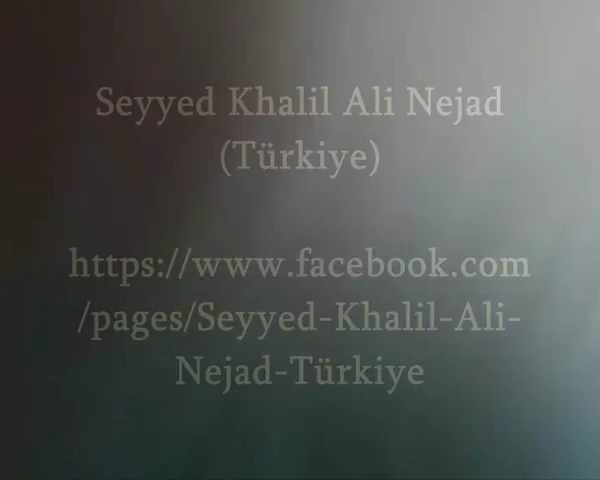 Seyyed Khalil Ali Nejad
(Türkiye)
https://www.facebook.com
/pages/Seyyed-Khalil-Ali-
Nejad-Türkiye